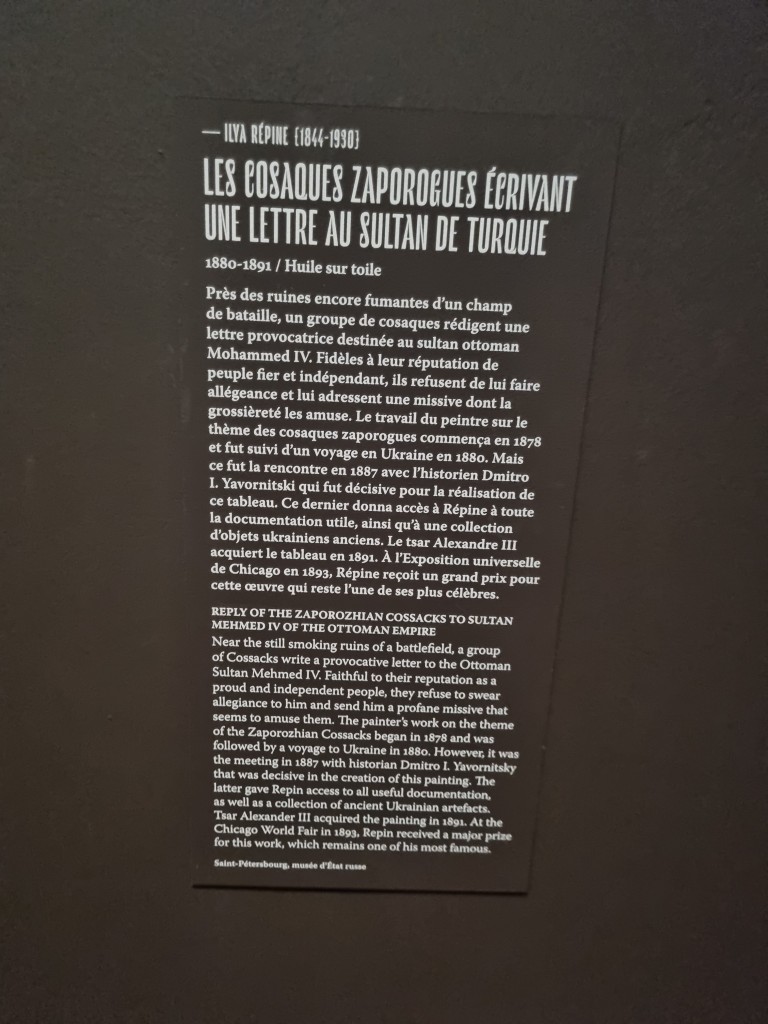 — ILYA RÉPINE {1844-1930}
LES COSAQUES ZAPOROGUES ÉCRIVANT
UNE LETTRE AU SULTAN DE TURQUIE
1880-1891 / Huile sur toile
Près des ruines encore fumantes d'un champ
de bataille, un groupe de cosaques rédigent une
lettre provocatrice destinée au sultan ottoman
Mohammed IV. Fidèles à leur réputation de
peuple fier et indépendant, ils refusent de lui faire
allégeance et lui adressent une missive dont la
grossièreté les amuse. Le travail du peintre sur le
thème des cosaques zaporogues commença en 1878
et fut suivi d'un voyage en Ukraine en 1880. Mais
ce fut la rencontre en 1887 avec l'historien Dmitro
I. Yavornitski qui fut décisive pour la réalisation de
ce tableau. Ce dernier donna accès à Répine à toute
la documentation utile, ainsi qu'à une collection
d'objets ukrainiens anciens. Le tsar Alexandre III
acquiert le tableau en 1891. À l'Exposition universelle
de Chicago en 1893, Répine reçoit un grand prix pour
cette œuvre qui reste l'une de ses plus célèbres.
REPLY OF THE ZAPOROZHIAN COSSACKS TO SULTAN
MEHMED IV OF THE OTTOMAN EMPIRE
Near the still smoking ruins of a battlefield, a group
of Cossacks write a provocative letter to the Ottoman
Sultan Mehmed IV. Faithful to their reputation as a
proud and independent people, they refuse to swear
allegiance to him and send him a profane missive that
seems to amuse them. The painter's work on the theme
of the Zaporozhian Cossacks began in 1878 and was
followed by a voyage to Ukraine in 1880. However, it was
the meeting in 1887 with historian Dmitro I. Yavornitsky
that was decisive in the creation of this painting. The
latter gave Repin access to all useful documentation,
as well as a collection of ancient Ukrainian artefacts.
Tsar Alexander III acquired the painting in 1891. At the
Chicago World Fair in 1893, Repin received a major prize
for this work, which remains one of his most famous.
Saint-Pétersbourg, musée d'État russe